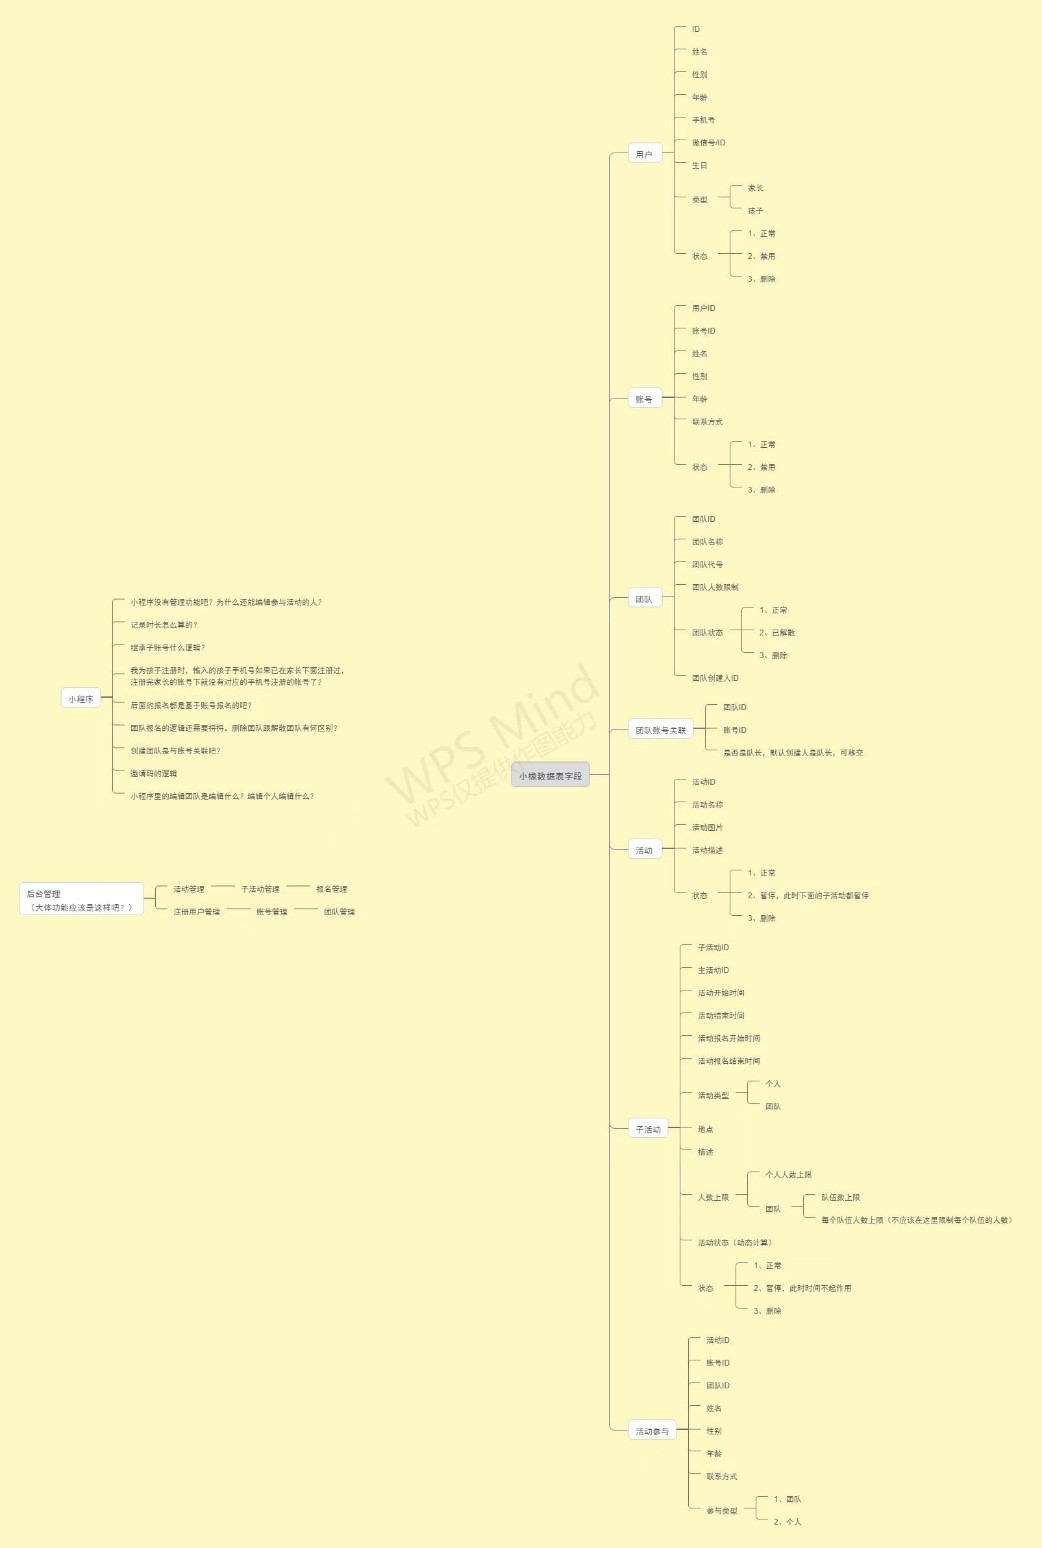 小橡数据表字段
用户
ID
姓名
性别
年龄
手机号
微信号/ID
生日
类型
家长
孩子
状态
1、正常
2、禁用
3、删除
账号
用户ID
账号ID
姓名
性别
年龄
联系方式
状态
1、正常
2、禁用
3、删除
团队
团队ID
团队名称
团队代号
团队人数限制
团队状态
1、正常
2、已解散
3、删除
团队创建人ID
团队账号关联
团队ID
账号ID
是否是队长，默认创建人是队长，可移交
活动
活动ID
活动名称
活动图片
活动描述
状态
1、正常
2、暂停，此时下面的子活动都暂停
3、删除
子活动
子活动ID
主活动ID
活动开始时间
活动结束时间
活动报名开始时间
活动报名结束时间
活动类型
个人
团队
地点
描述
人数上限
个人人数上限
团队
队伍数上限
每个队伍人数上限（不应该在这里限制每个队伍的人数）
活动状态（动态计算）
状态
1、正常
2、暂停，此时时间不起作用
3、删除
活动参与
活动ID
账号ID
团队ID
姓名
性别
年龄
联系方式
参与类型
1、团队
2、个人
小程序
小程序没有管理功能吧？为什么还能编辑参与活动的人？
记录时长怎么算的？
继承子账号什么逻辑？
我为孩子注册时，输入的孩子手机号如果已在家长下面注册过，
注册完家长的账号下就没有对应的手机号注册的帐号了？
后面的报名都是基于账号报名的吧？
团队报名的逻辑还需要捋捋。删除团队跟解散团队有何区别？
创建团队是与账号关联吧？
邀请码的逻辑
小程序里的编辑团队是编辑什么？编辑个人编辑什么？
后台管理
（大体功能应该是这样吧？）
活动管理
子活动管理
报名管理
注册用户管理
账号管理
团队管理
WPS Mind
WPS仅提供作图能力